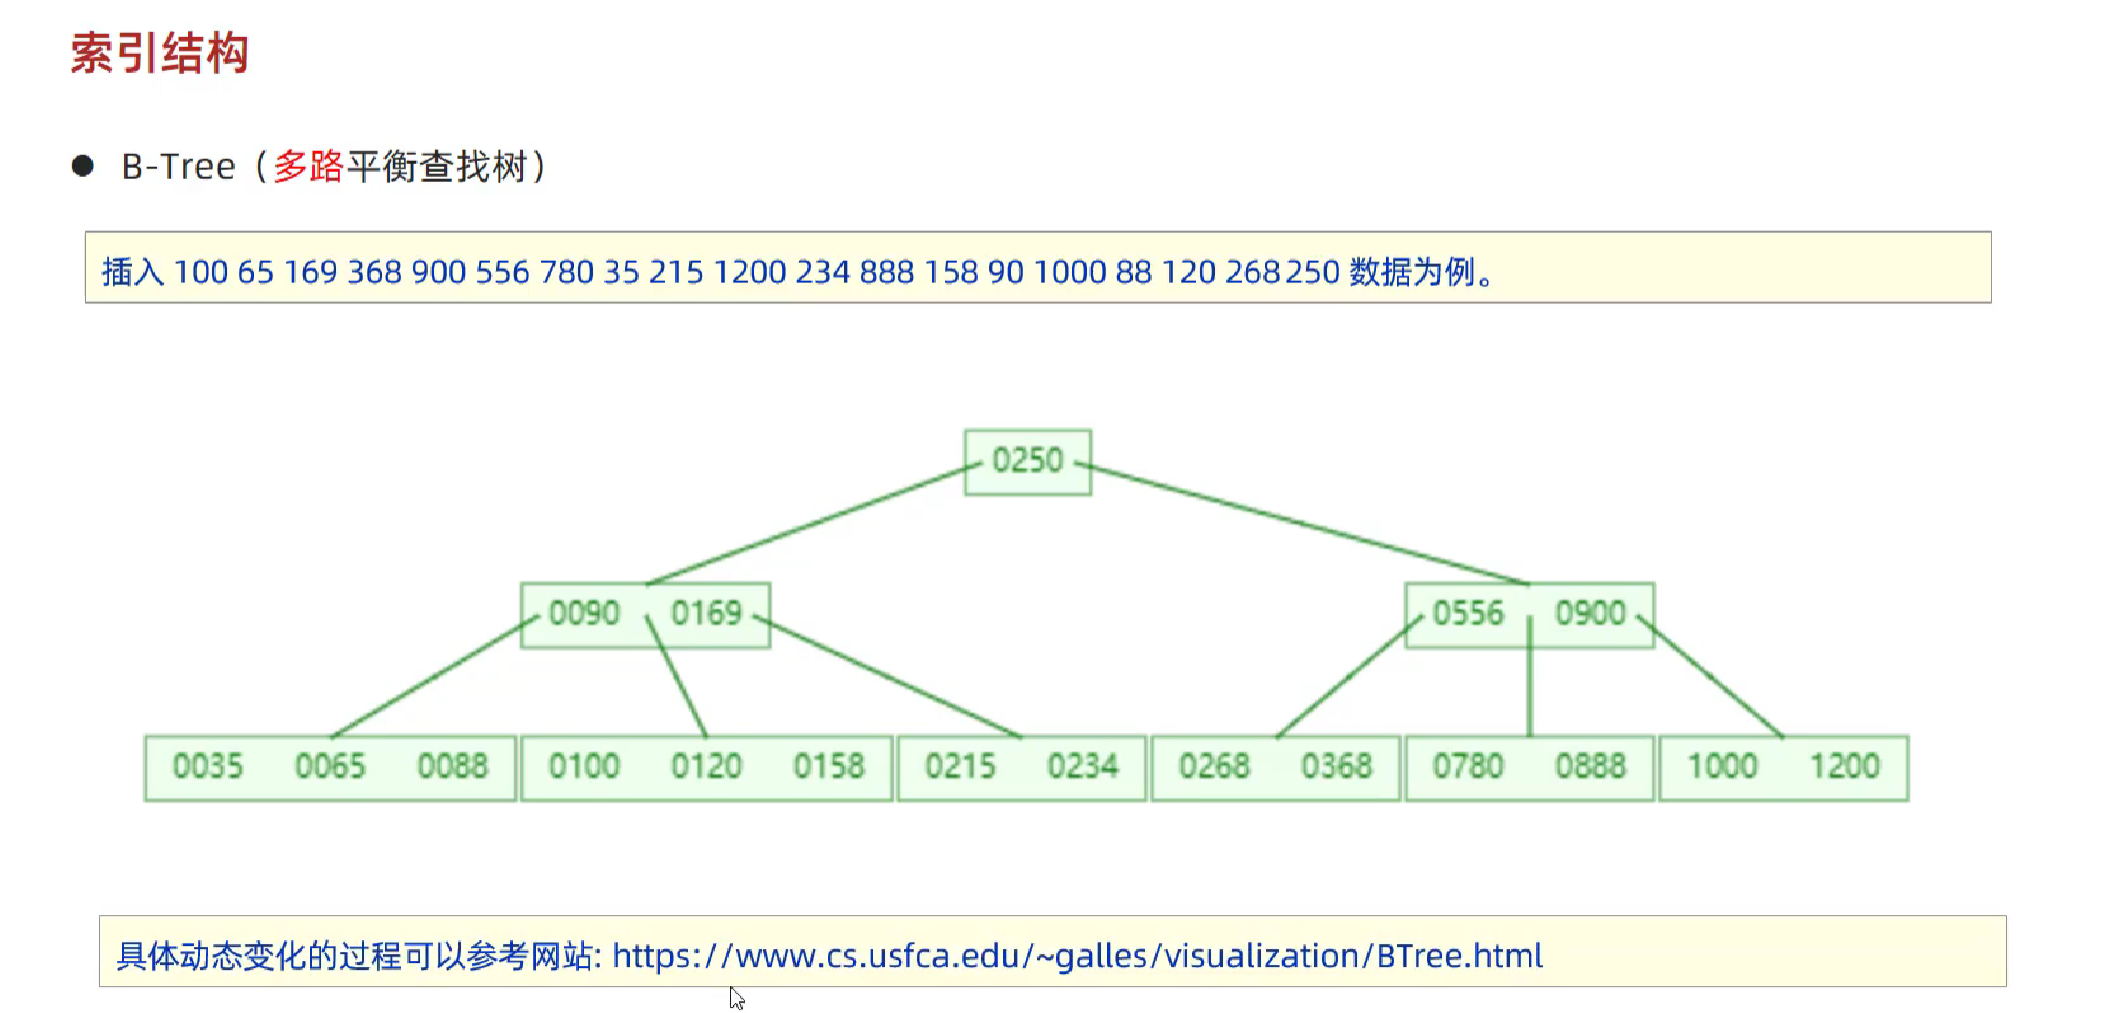 索引结构
B-Tree（多路平衡查找树）
插入 100 65 169 368 900 556 780 35 215 1200 234 888 158 90 1000 88 120 268 250 数据为例。
0250
0090 0169 0556 0900
0035 0065 0088 0100 0120 0158 0215 0234 0268 0368 0780 0888 1000 1200
具体动态变化的过程可以参考网站: https://www.cs.usfca.edu/~galles/visualization/BTree.html